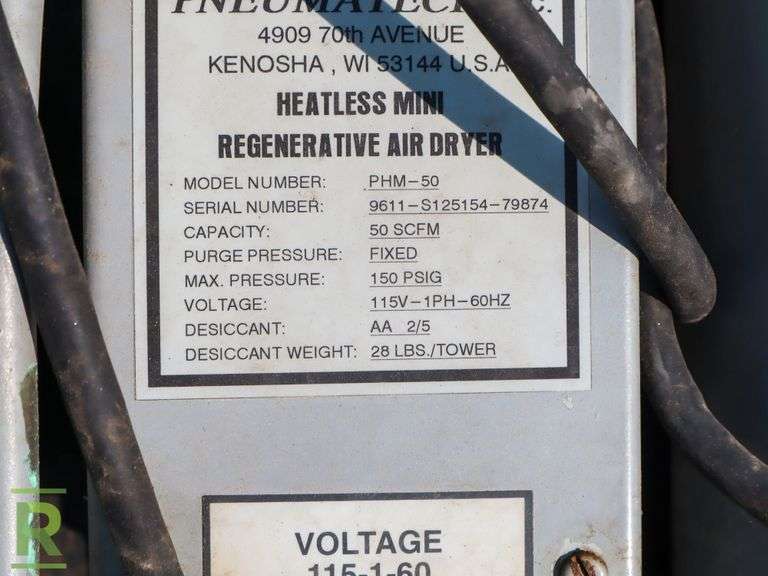 PNEUMATECH
4909 70th AVENUE
KENOSHA , WI 53144 U.S.A
HEATLESS MINI
REGENERATIVE AIR DRYER
MODEL NUMBER: PHM-50
SERIAL NUMBER: 9611-S125154-79874
CAPACITY: 50 SCFM
PURGE PRESSURE: FIXED
MAX. PRESSURE: 150 PSIG
VOLTAGE: 115V-1PH-60HZ
DESICCANT: AA 2/5
DESICCANT WEIGHT: 28 LBS./TOWER
VOLTAGE
115-1-60
R